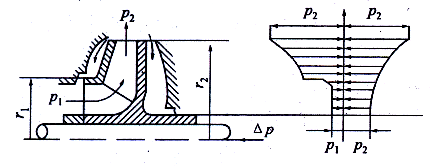 p₂
p₂ p₂
p₁
r₁
r₂
Δp
p₁ p₂